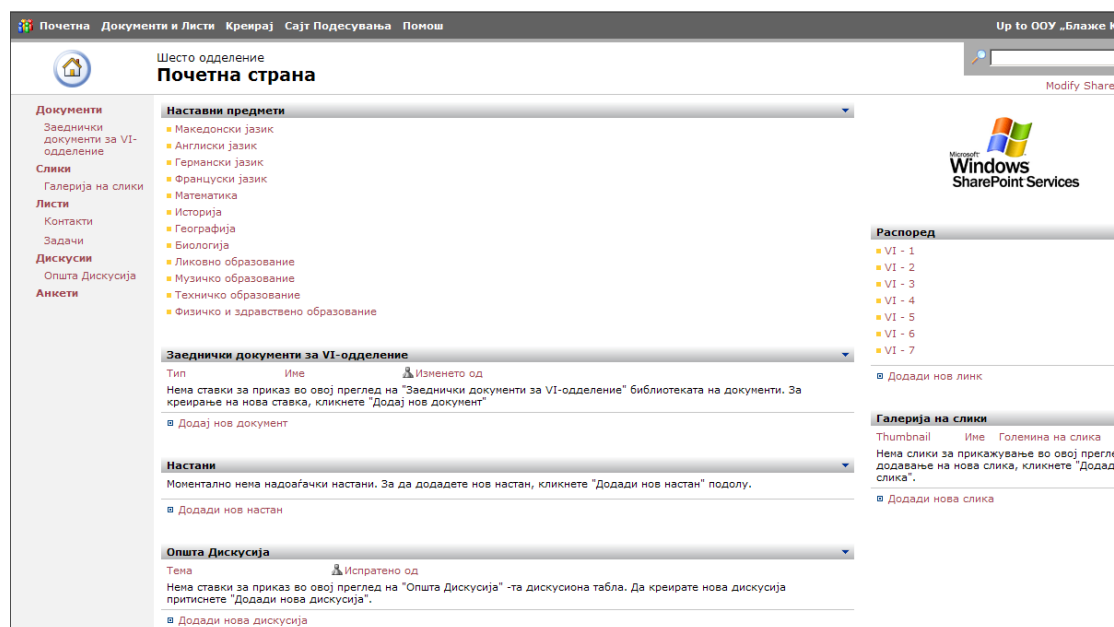 Почетна Документи и Листи Креирај Сајт Подесувања Помош
Up to ООУ „Блаже
Шесто одделение
Почетна страна
Modify Share
Документи
Заеднички
документи за VI-
одделение
Слики
Галерија на слики
Листи
Контакти
Задачи
Дискусии
Општа Дискусија
Анкети
Наставни предмети
Македонски јазик
Англиски јазик
Германски јазик
Француски јазик
Математика
Историја
Географија
Биологија
Ликовно образование
Музичко образование
Техничко образование
Физичко и здравствено образование
Заеднички документи за VI-одделение
Тип Име Изменето од
Нема ставки за приказ во овој преглед на "Заеднички документи за VI-одделение" библиотеката на документи. За
креирање на нова ставка, кликнете "Додај нов документ"
Додај нов документ
Настани
Моментално нема надоаѓачки настани. За да додадете нов настан, кликнете "Додади нов настан" подолу.
Додади нов настан
Општа Дискусија
Тема Испратено од
Нема ставки за приказ во овој преглед на "Општа Дискусија" -та дискусиона табла. Да креирате нова дискусија
притиснете "Додади нова дискусија".
Додади нова дискусија
Microsoft
Windows
SharePoint Services
Распоред
VI - 1
VI - 2
VI - 3
VI - 4
VI - 5
VI - 6
VI - 7
Додади нов линк
Галерија на слики
Thumbnail Име Големина на слика
Нема слики за прикажување во овој
додавање на нова слика, кликнете
слика".
Додади нова слика